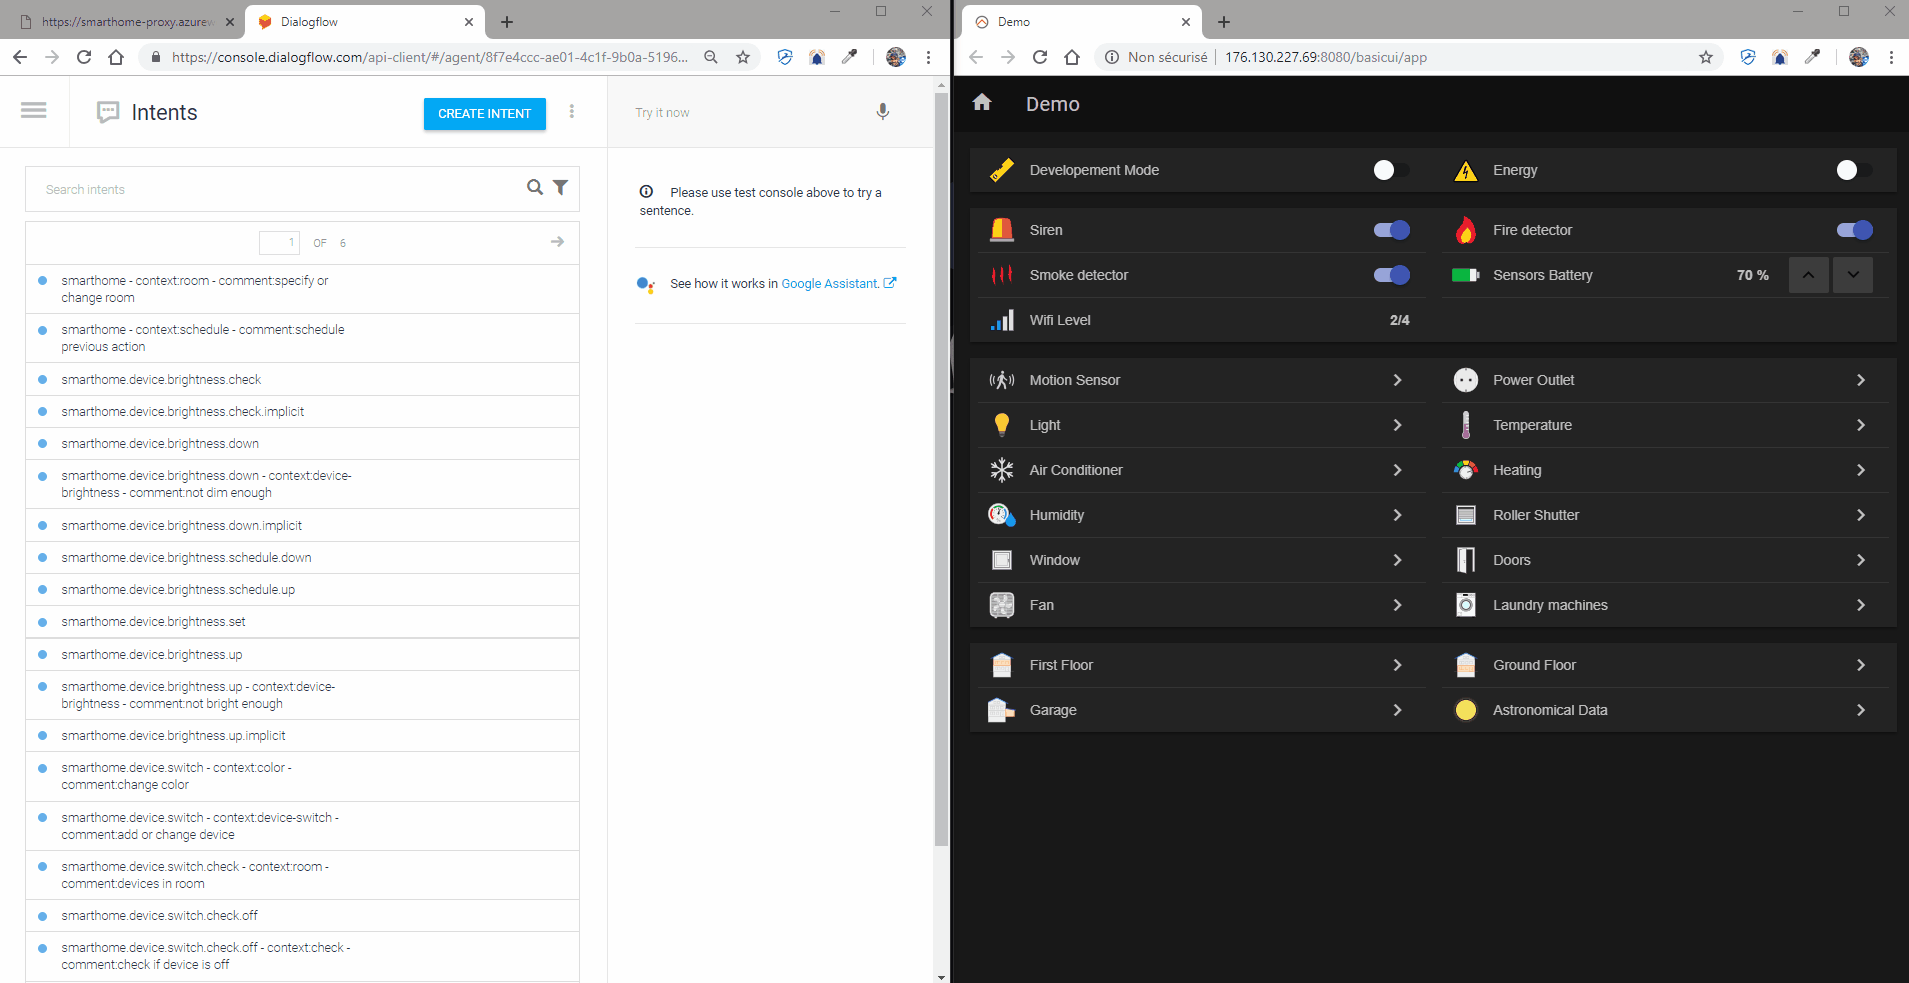 https://smarthome-proxy.azurew
Dialogflow
https://console.dialogflow.com/api-client/#/agent/8f7e4ccc-ae01-4c1f-9b0a-5196...
Intents
CREATE INTENT
Try it now
Search intents
1 OF 6
smarthome - context:room - comment:specify or
change room
smarthome - context:schedule - comment:schedule
previous action
smarthome.device.brightness.check
smarthome.device.brightness.check.implicit
smarthome.device.brightness.down
smarthome.device.brightness.down - context:device-
brightness - comment:not dim enough
smarthome.device.brightness.down.implicit
smarthome.device.brightness.schedule.down
smarthome.device.brightness.schedule.up
smarthome.device.brightness.set
smarthome.device.brightness.up
smarthome.device.brightness.up - context:device-
brightness - comment:not bright enough
smarthome.device.brightness.up.implicit
smarthome.device.switch - context:color -
comment:change color
smarthome.device.switch - context:device-switch -
comment:add or change device
smarthome.device.switch.check - context:room -
comment:devices in room
smarthome.device.switch.check.off
smarthome.device.switch.check.off - context:check -
comment:check if device is off
Please use test console above to try a
sentence.
See how it works in Google Assistant.
Demo
Non sécurisé 176.130.227.69:8080/basicui/app
Demo
Developement Mode
Energy
Siren
Fire detector
Smoke detector
Sensors Battery 70 %
Wifi Level 2/4
Motion Sensor
Power Outlet
Light
Temperature
Air Conditioner
Heating
Humidity
Roller Shutter
Window
Doors
Fan
Laundry machines
First Floor
Ground Floor
Garage
Astronomical Data